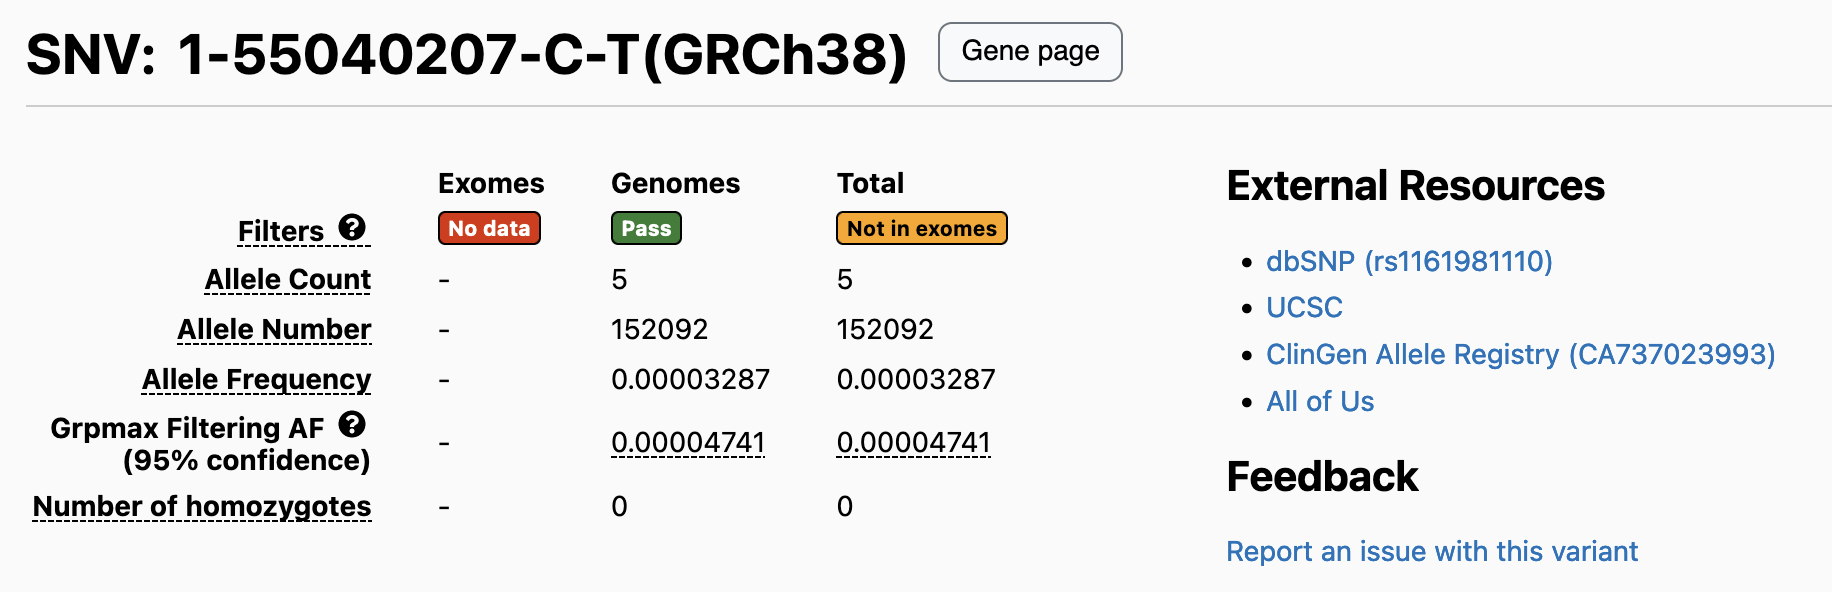 SNV: 1-55040207-C-T(GRCh38) Gene page
Exomes Genomes Total
Filters ? No data Pass Not in exomes
Allele Count - 5 5
Allele Number - 152092 152092
Allele Frequency - 0.00003287 0.00003287
Grpmax Filtering AF ?
(95% confidence) - 0.00004741 0.00004741
Number of homozygotes - 0 0
External Resources
• dbSNP (rs1161981110)
• UCSC
• ClinGen Allele Registry (CA737023993)
• All of Us
Feedback
Report an issue with this variant